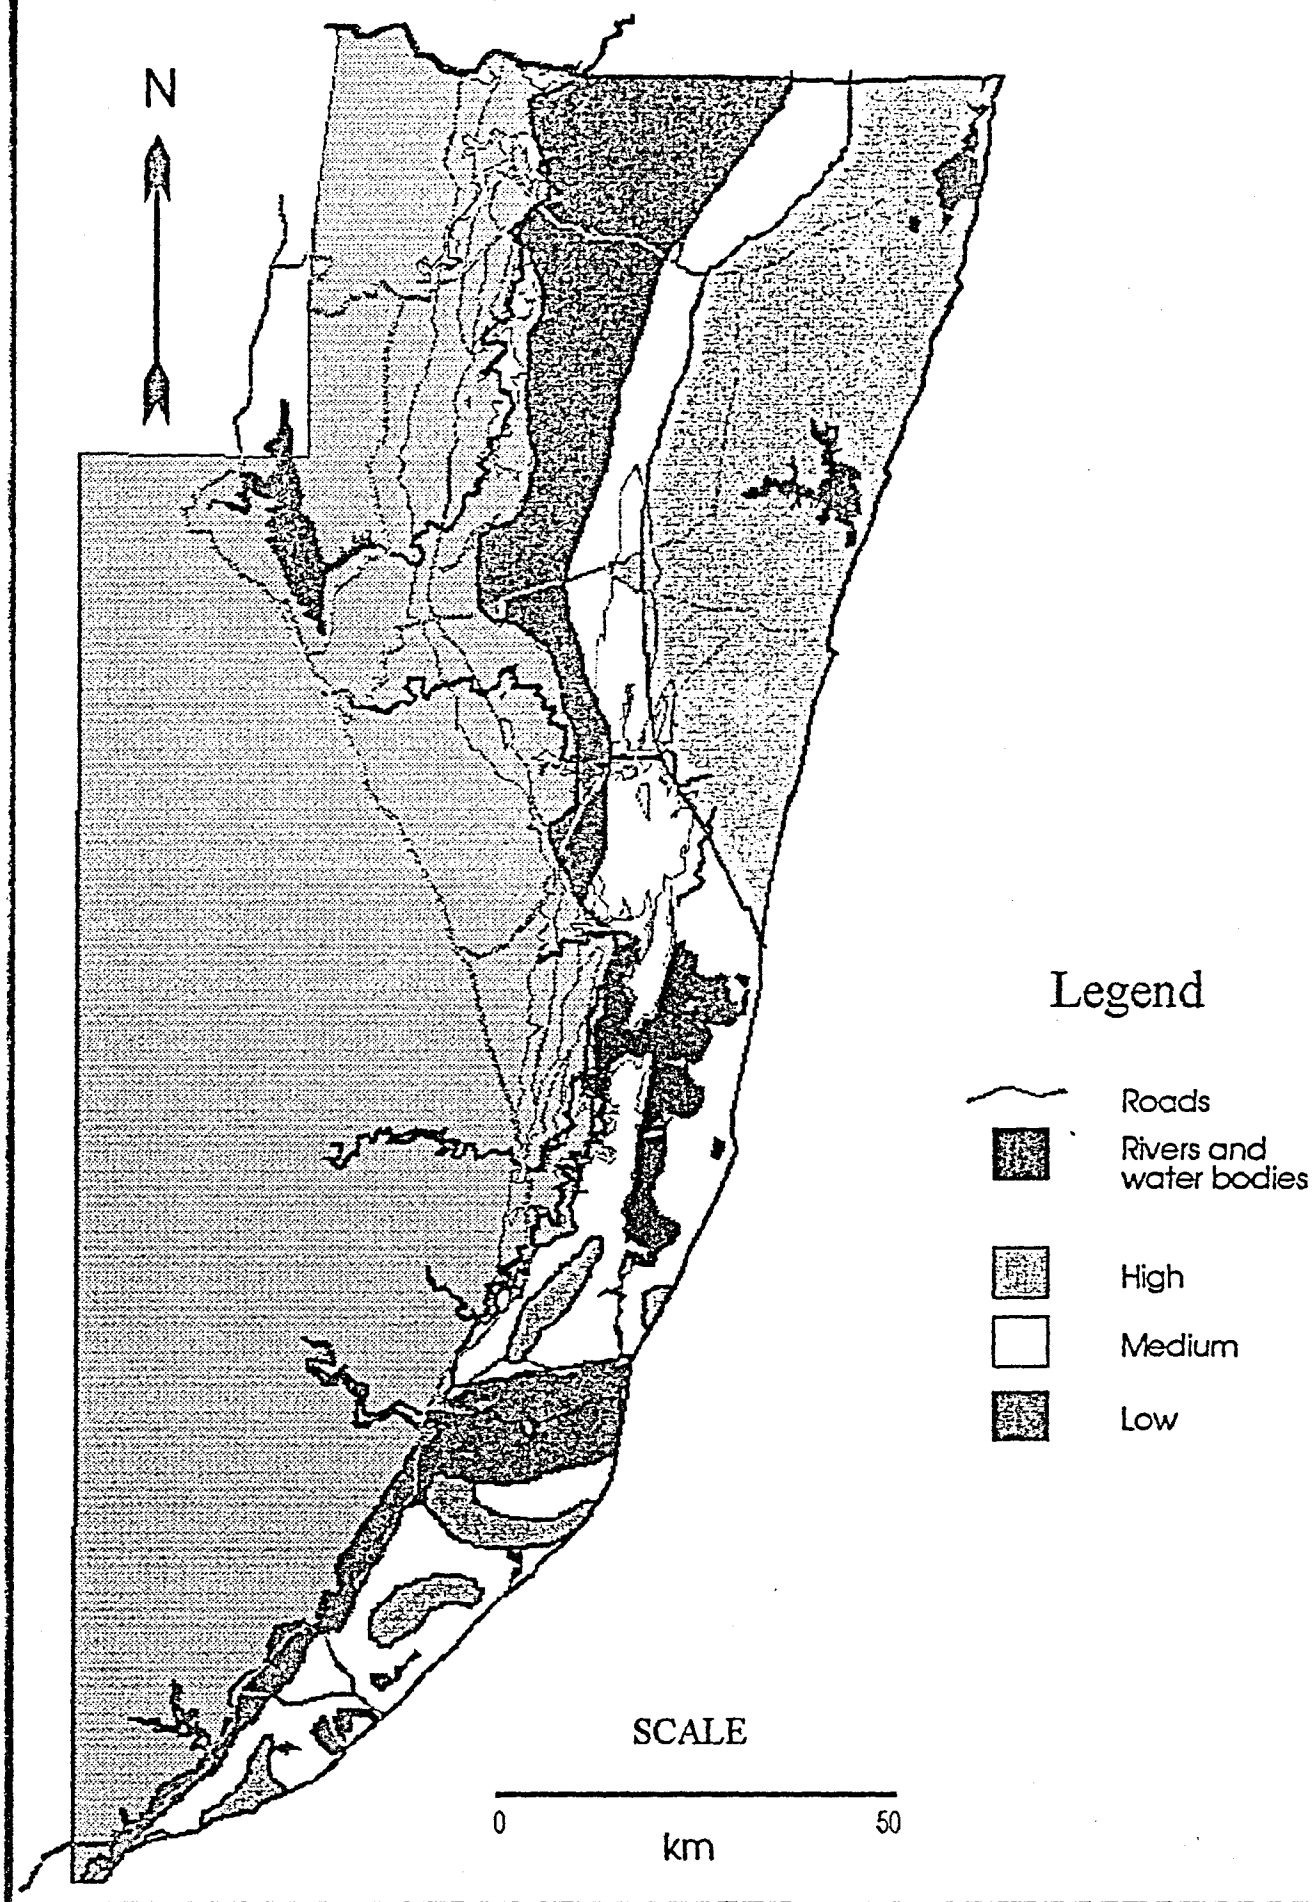 N
Legend
Roads
Rivers and
water bodies
High
Medium
Low
SCALE
0
50
km